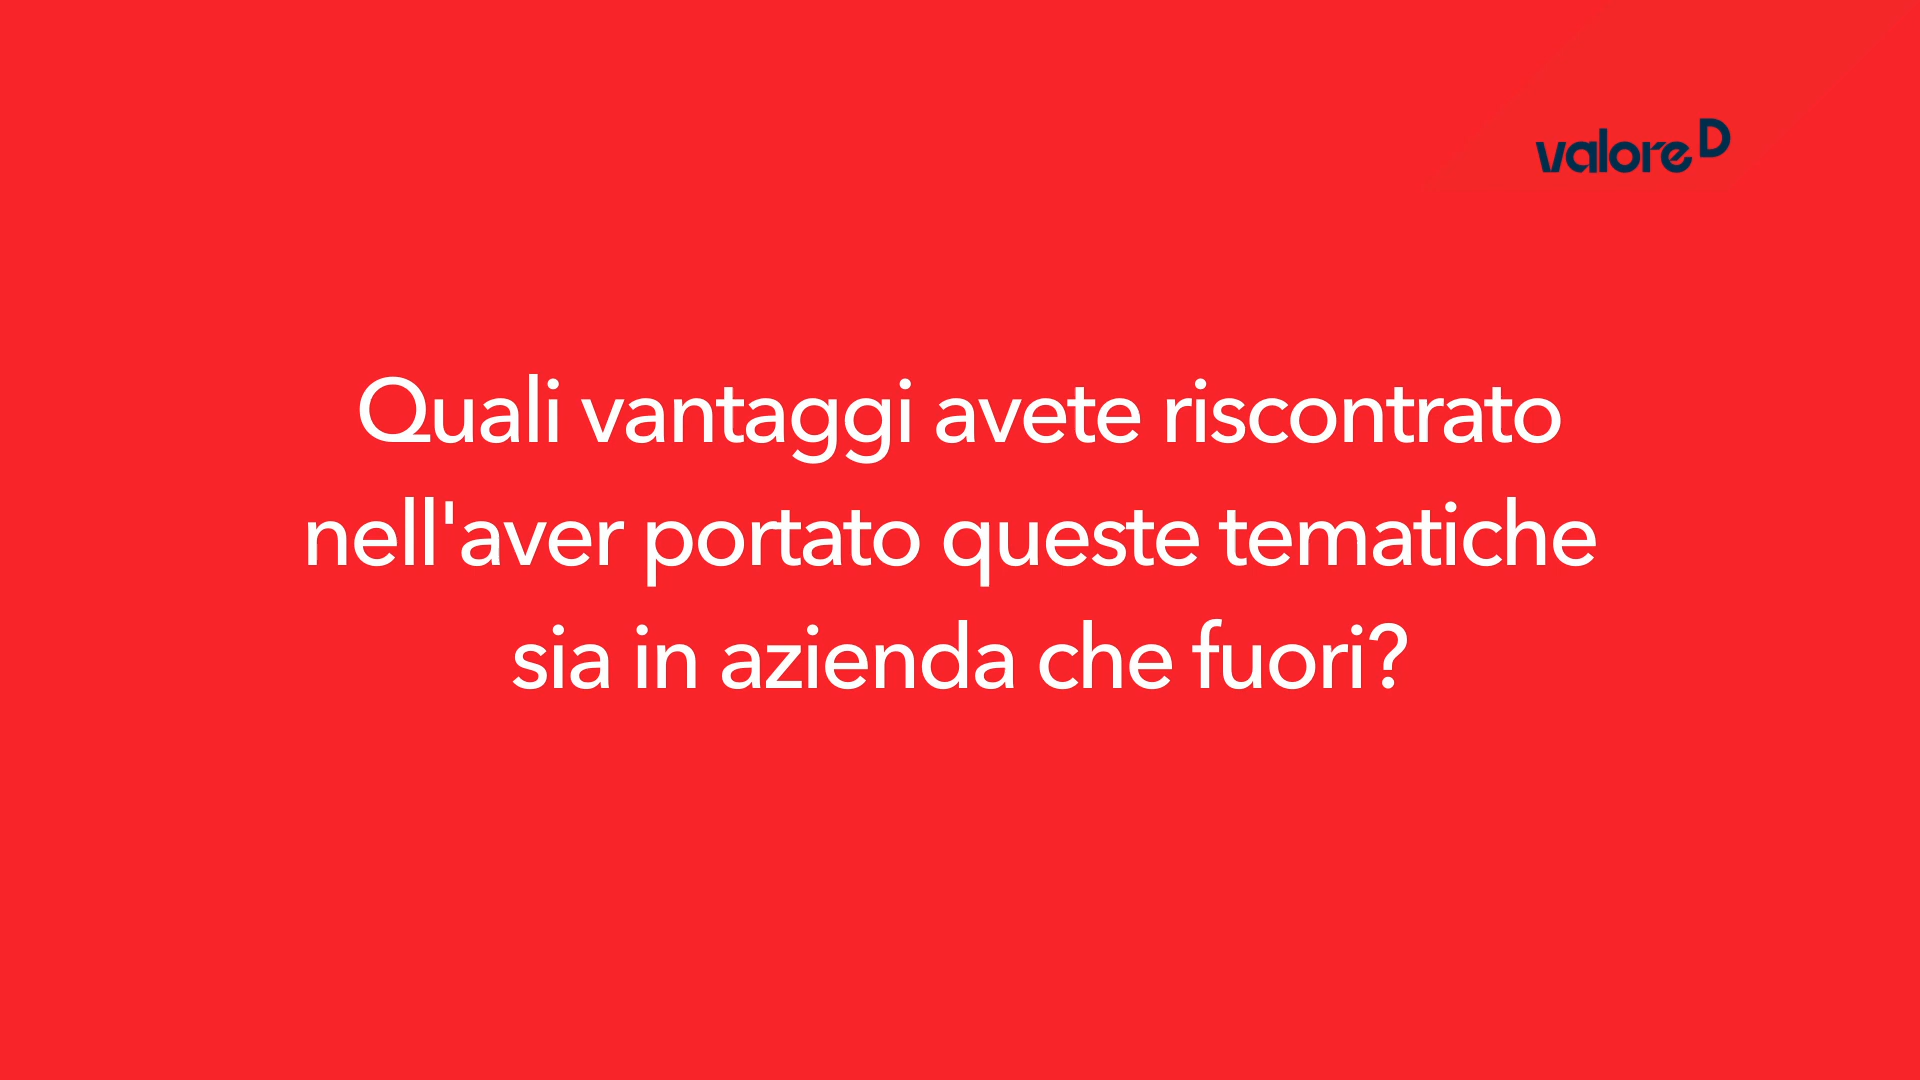 valore D
Quali vantaggi avete riscontrato
nell'aver portato queste tematiche
sia in azienda che fuori?